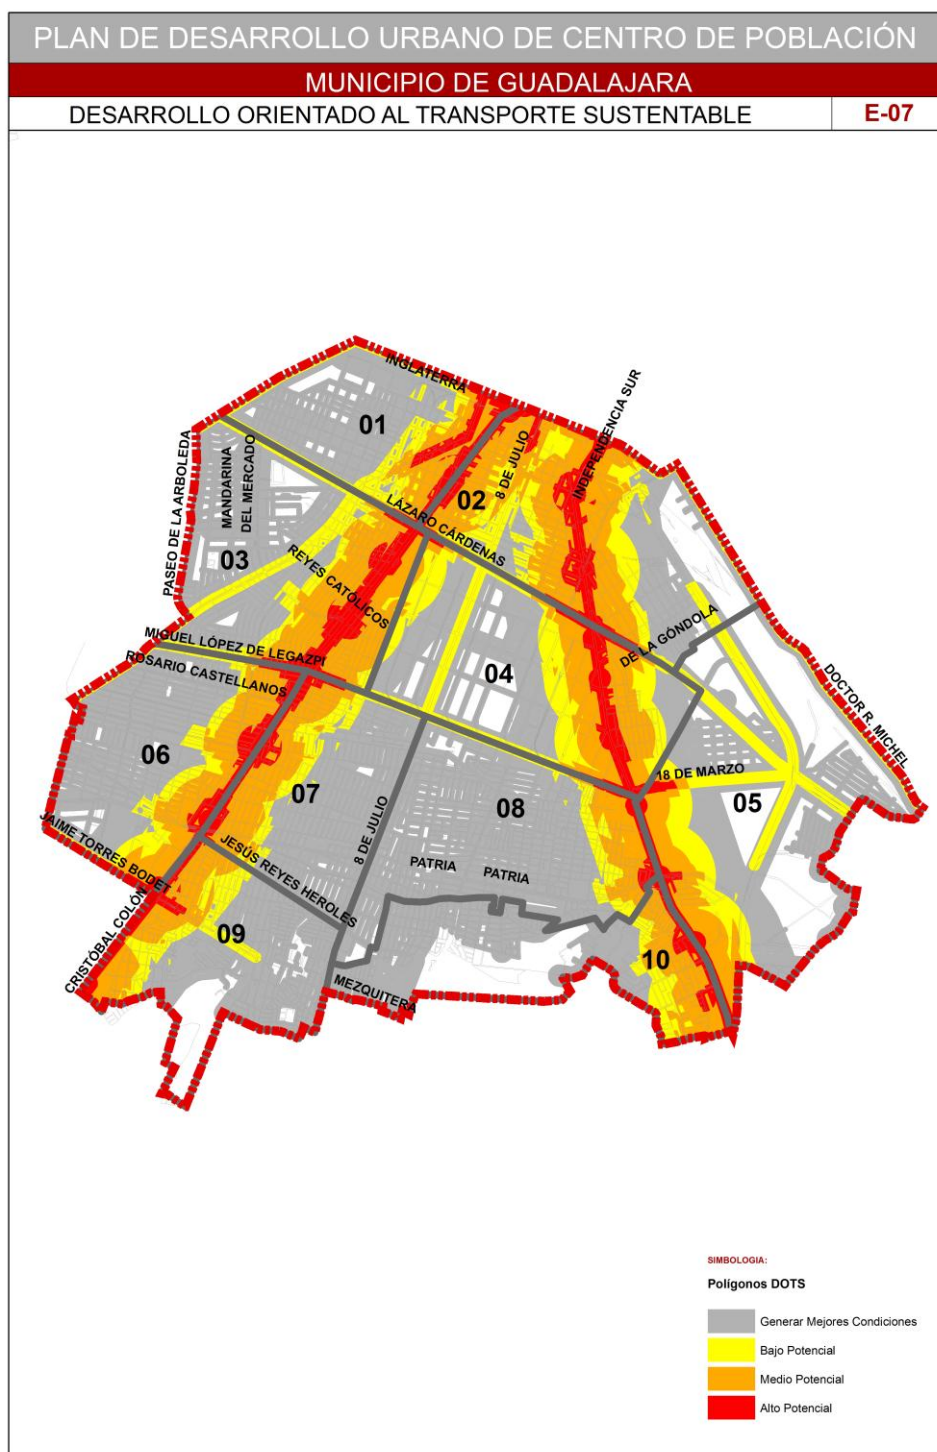 PLAN DE DESARROLLO URBANO DE CENTRO DE POBLACIÓN
MUNICIPIO DE GUADALAJARA
DESARROLLO ORIENTADO AL TRANSPORTE SUSTENTABLE
E-07
INGLATERRA
INDEPENDENCIA SUR
01
8 DE JULIO
PASEO DE LA ARBOLEDA
MANDARINA
DEL MERCADO
02
LÁZARO CÁRDENAS
03
REYES CATÓLICOS
DE LA GÓNDOLA
MIGUEL LÓPEZ DE LEGAZPI
ROSARIO CASTELLANOS
04
DOCTOR R. MICHEL
06
18 DE MARZO
07
08
05
8 DE JULIO
JAIME TORRES BODET
JESÚS REYES HEROLES
PATRIA
PATRIA
CRISTÓBAL COLÓN
09
10
MEZQUITERA
SIMBOLOGIA:
Polígonos DOTS
Generar Mejores Condiciones
Bajo Potencial
Medio Potencial
Alto Potencial